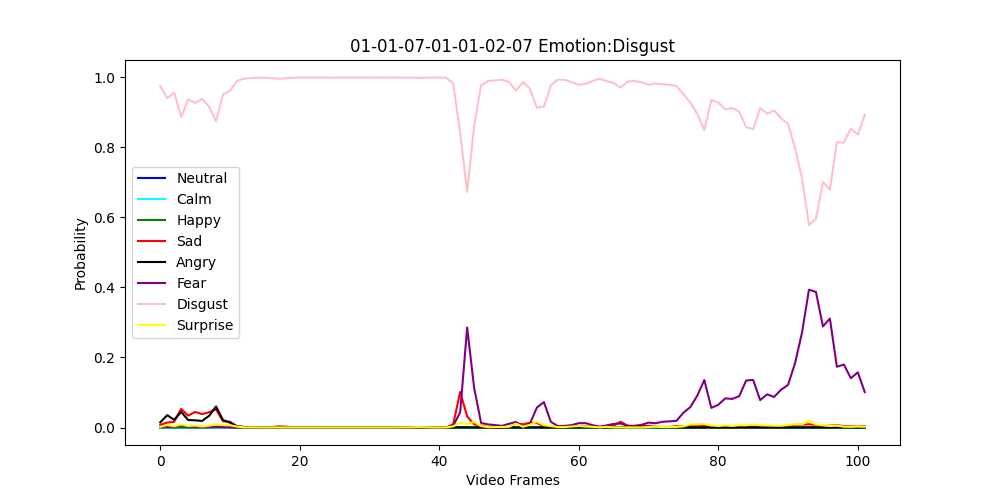 01-01-07-01-01-02-07 Emotion:Disgust
1.0
0.8
0.6
0.4
0.2
0.0
Probability
Neutral
Calm
Happy
Sad
Angry
Fear
Disgust
Surprise
0 20 40 60 80 100
Video Frames